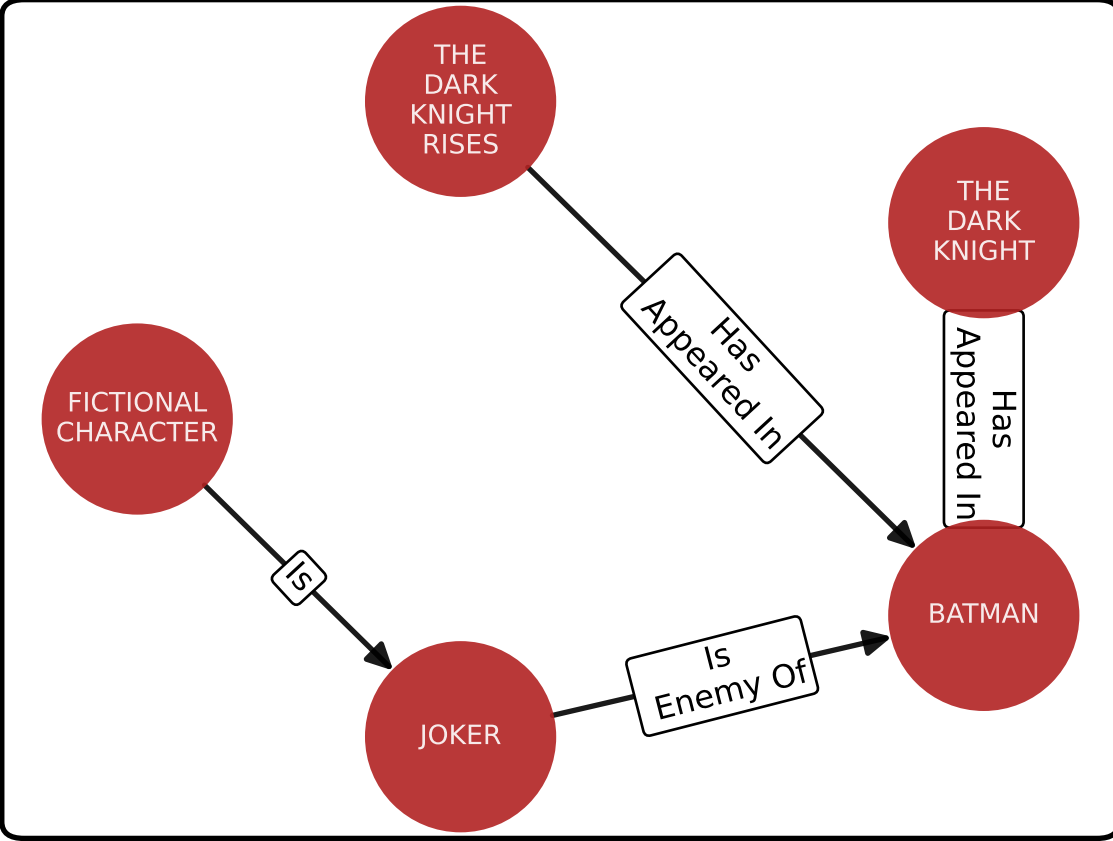 THE
DARK
KNIGHT
RISES
THE
DARK
KNIGHT
Has
Appeared In
Has
Appeared In
FICTIONAL
CHARACTER
Is
BATMAN
Is
Enemy Of
JOKER